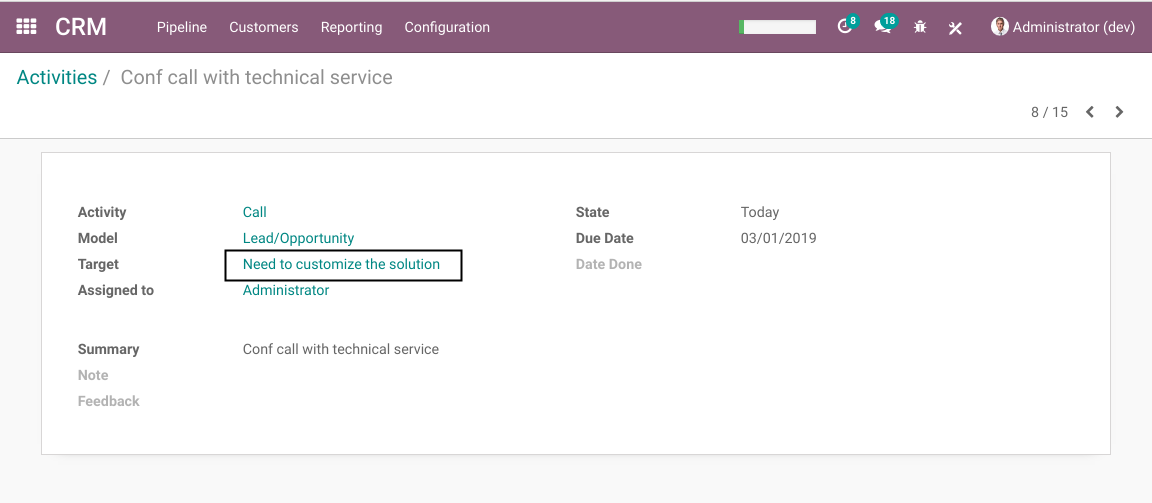 CRM Pipeline Customers Reporting Configuration 8 18 Administrator (dev)
Activities / Conf call with technical service
8 / 15
Activity Call State Today
Model Lead/Opportunity Due Date 03/01/2019
Target Need to customize the solution Date Done
Assigned to Administrator
Summary Conf call with technical service
Note
Feedback